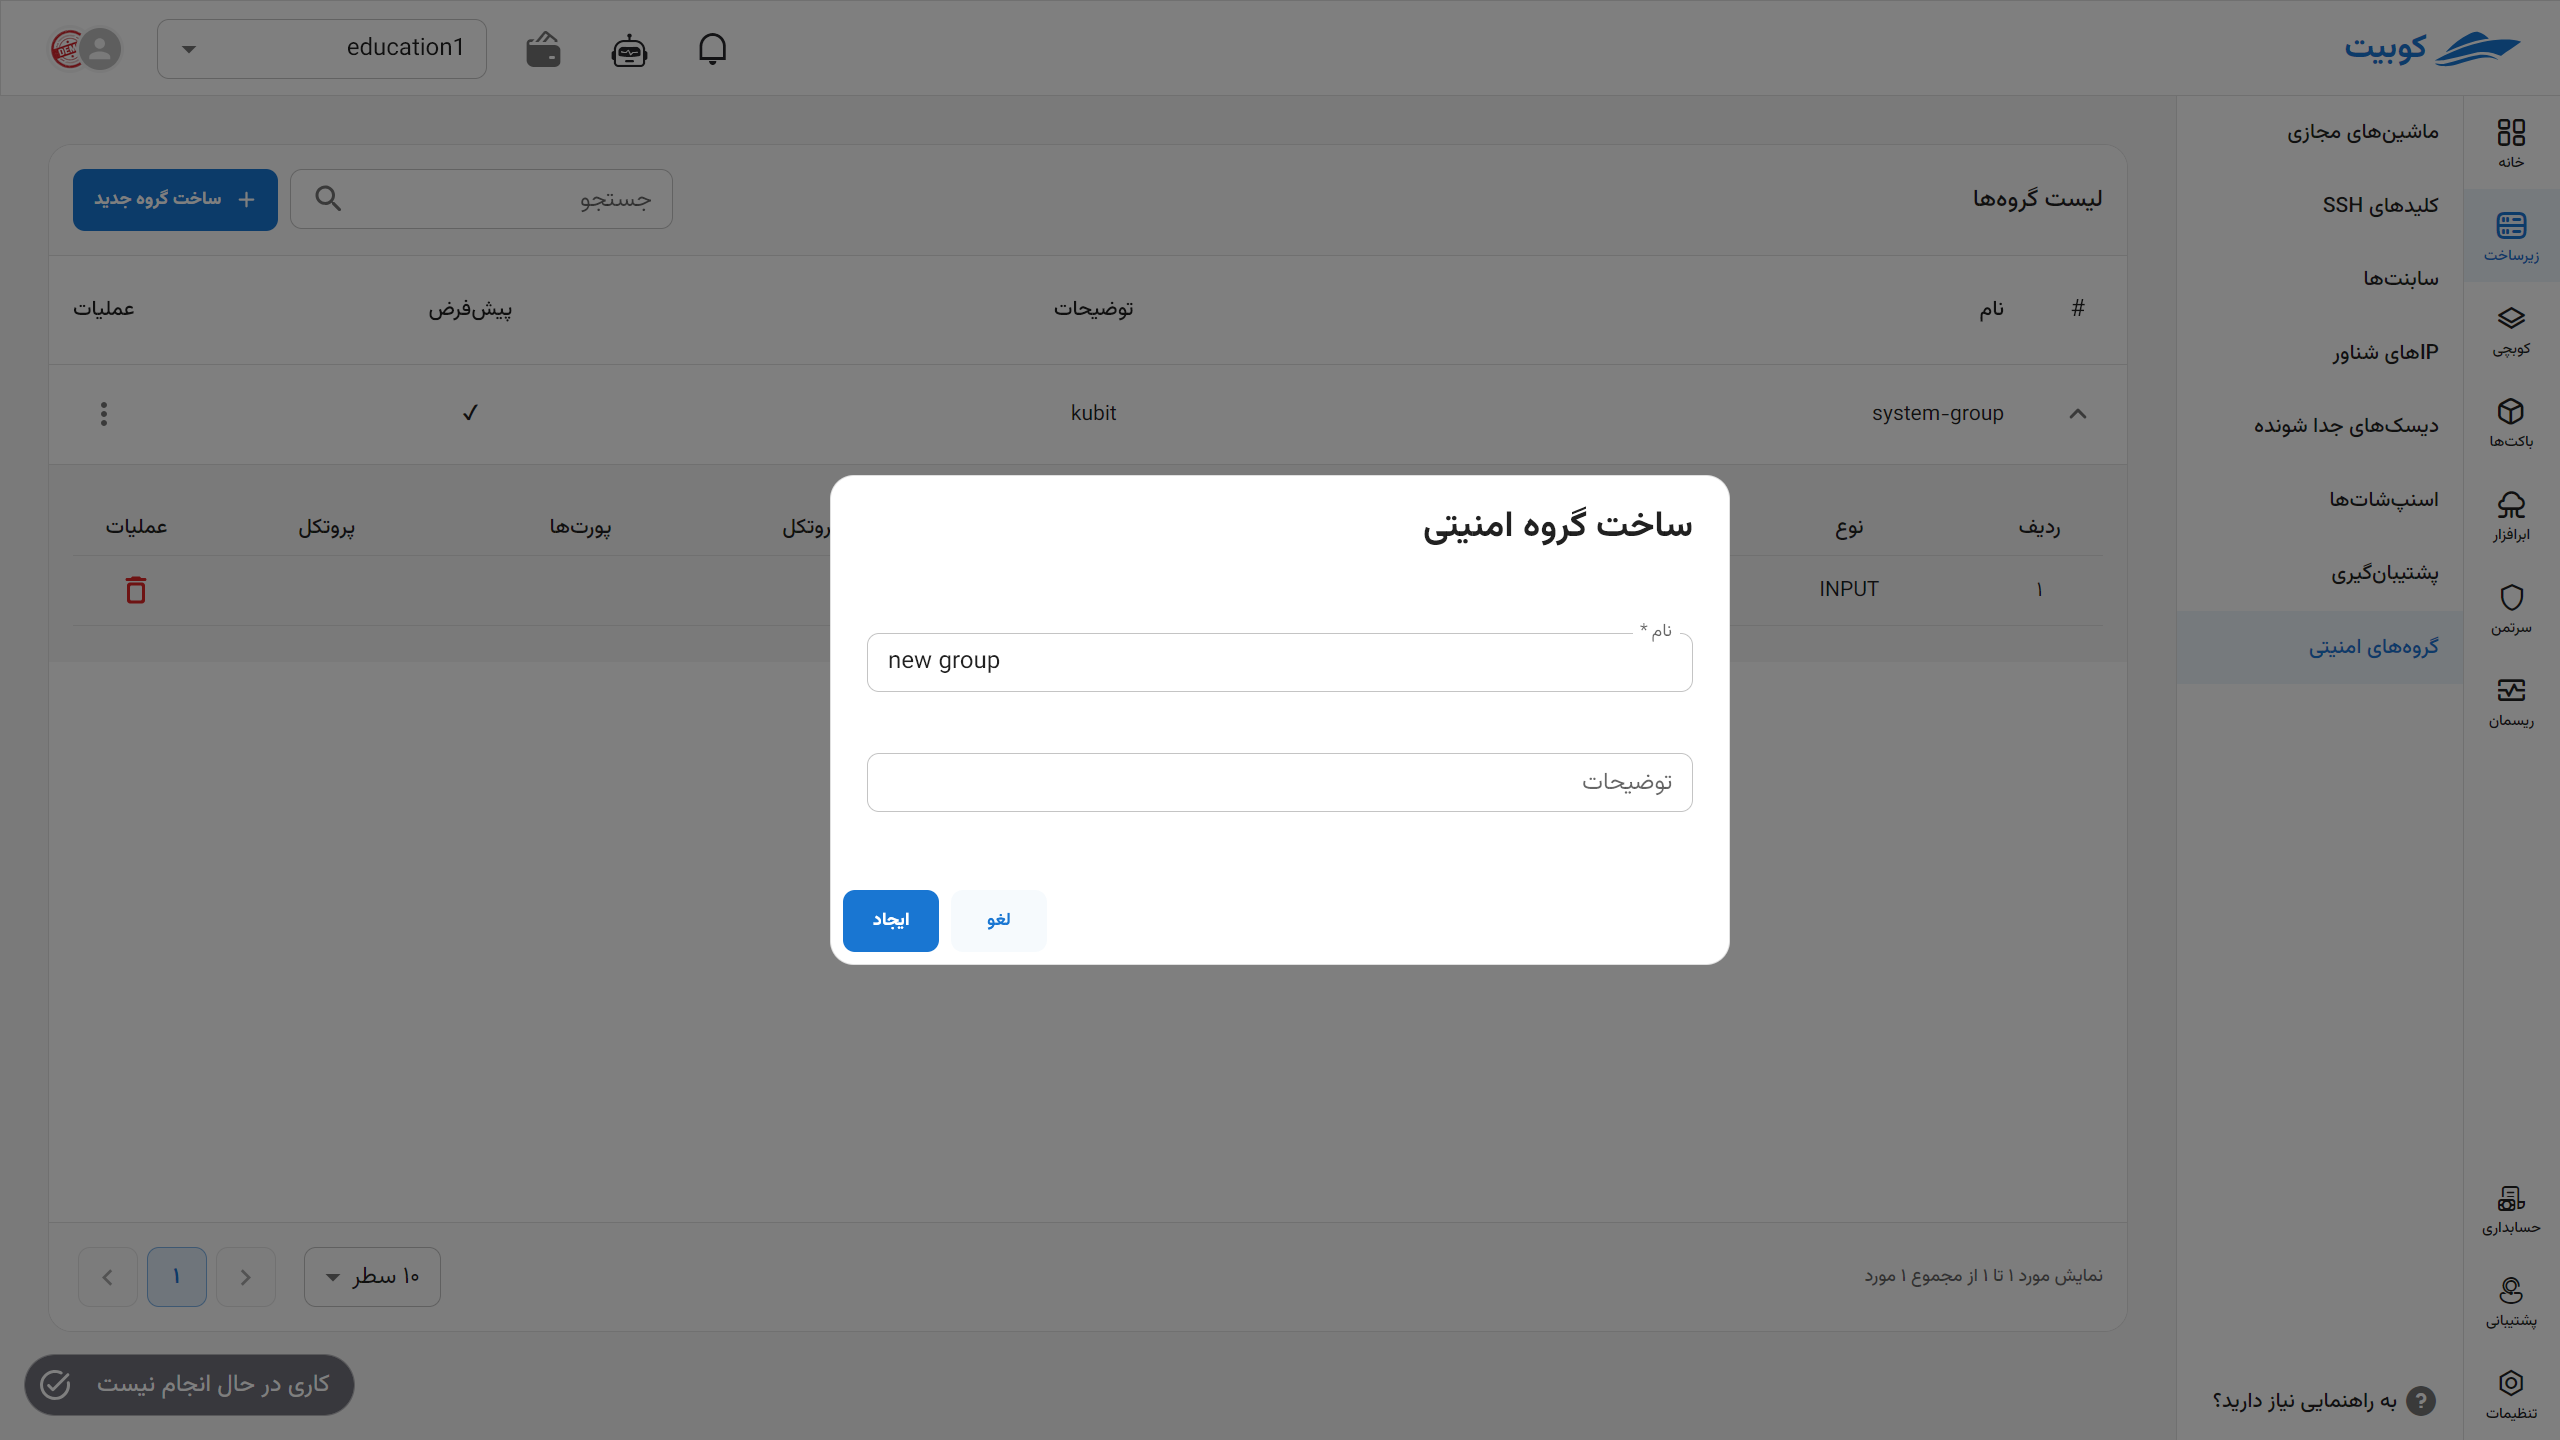 کوبیت
education1
خانه
زیرساخت
کوبچی
باکت‌ها
ابرافزار
سرتمن
ریسمان
حسابداری
پشتیبانی
تنظیمات
ماشین‌های مجازی
کلیدهای SSH
سابنت‌ها
IPهای شناور
دیسک‌های جدا شونده
اسنپ‌شات‌ها
پشتیبان‌گیری
گروه‌های امنیتی
به راهنمایی نیاز دارید؟
لیست گروه‌ها
جستجو
ساخت گروه جدید
# نام توضیحات پیش‌فرض عملیات
system-group kubit ✓
ردیف نوع پورت‌ها پروتکل عملیات
۱ INPUT
ساخت گروه امنیتی
نام *
new group
توضیحات
لغو
ایجاد
نمایش مورد ۱ تا ۱ از مجموع ۱ مورد
۱۰ سطر
۱
کاری در حال انجام نیست